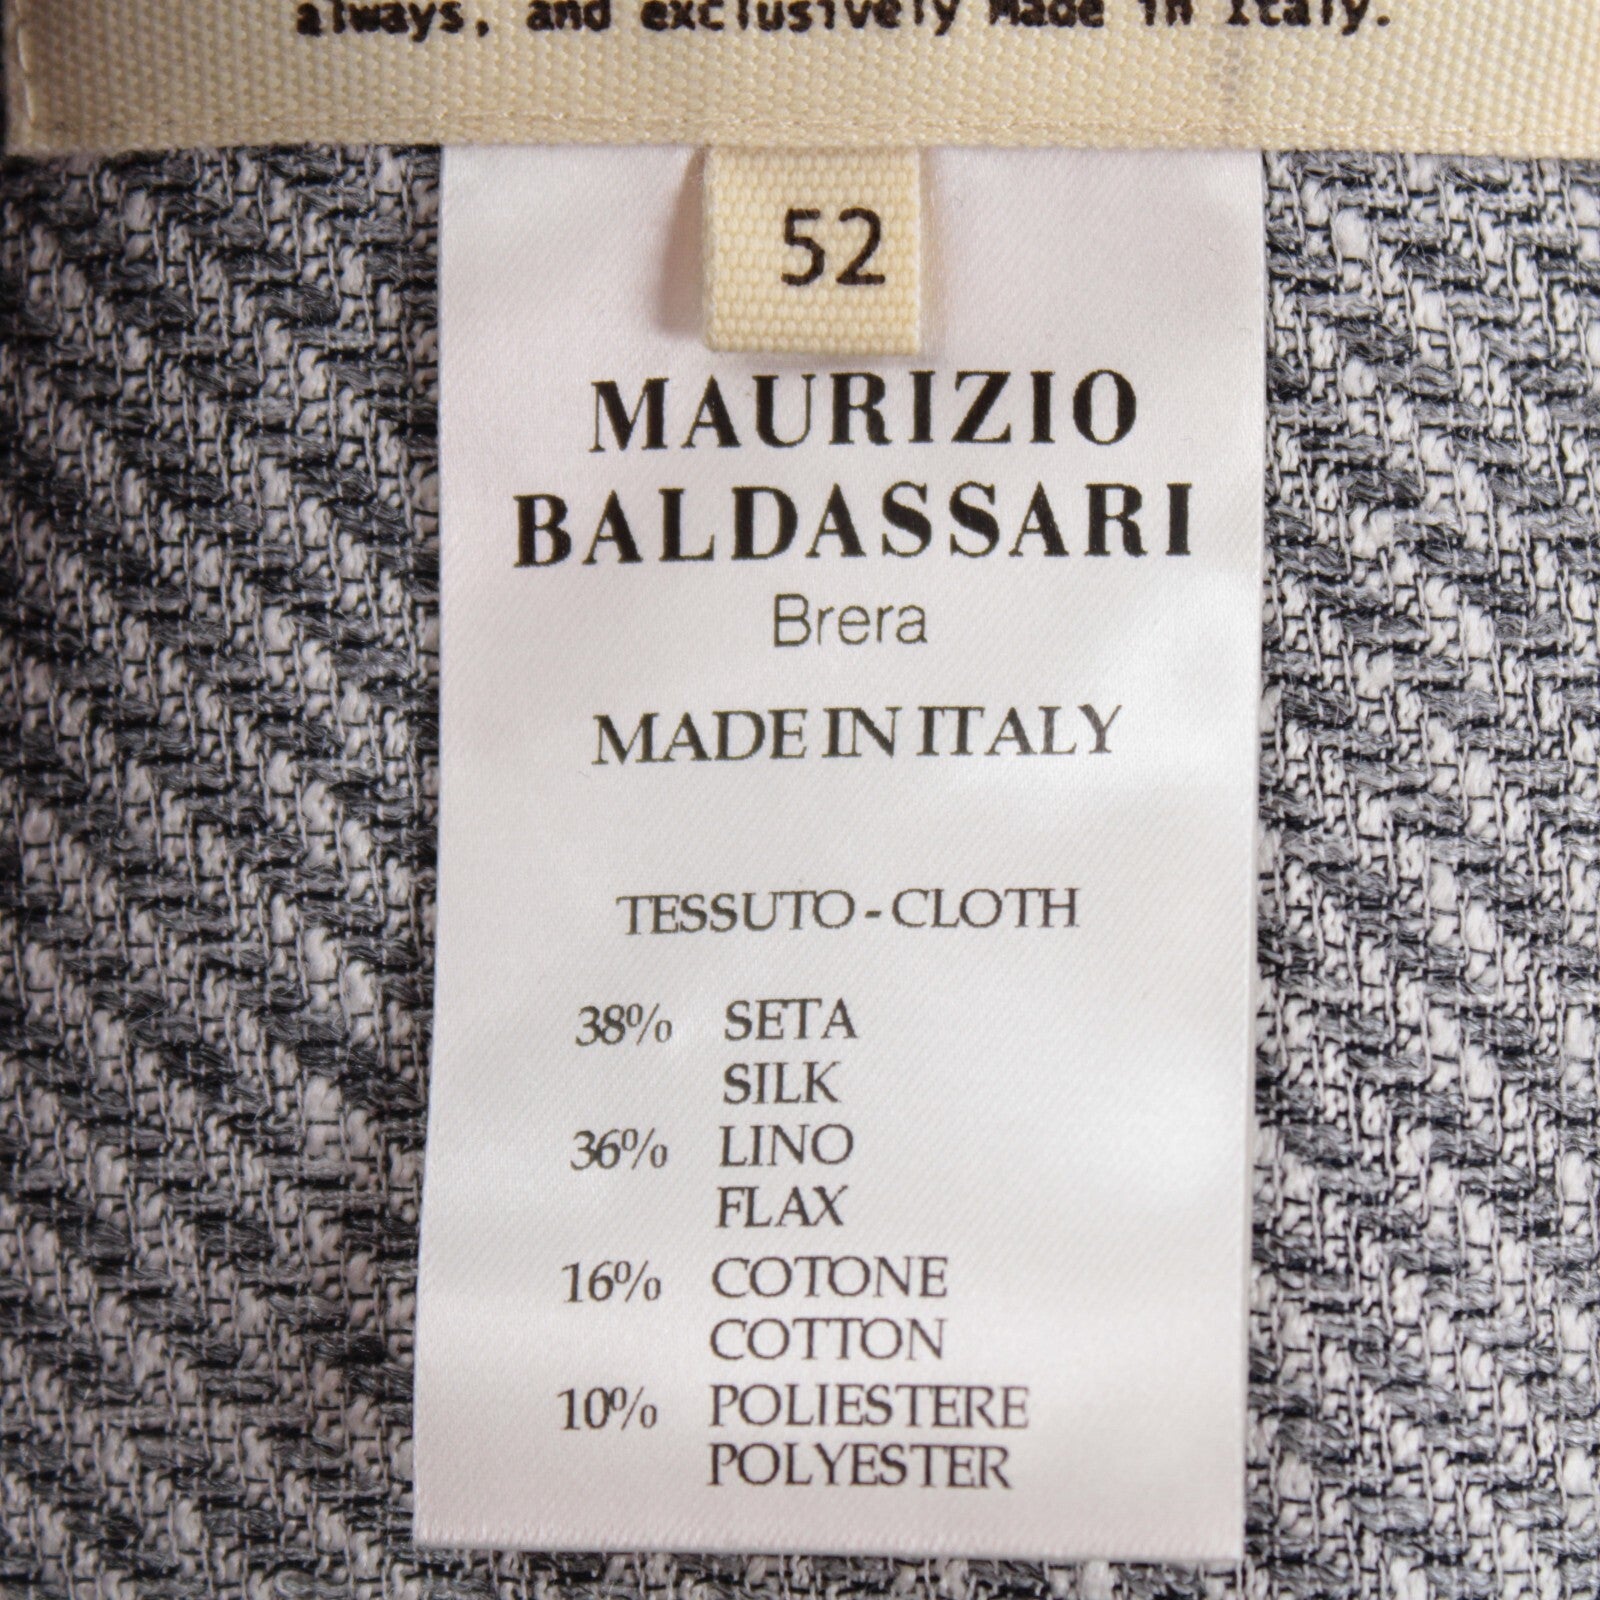 always, and exclusively Made in Italy.
52
MAURIZIO
BALDASSARI
Brera
MADE IN ITALY
TESSUTO - CLOTH
38% SETA
SILK
36% LINO
FLAX
16% COTONE
COTTON
10% POLIESTERE
POLYESTER